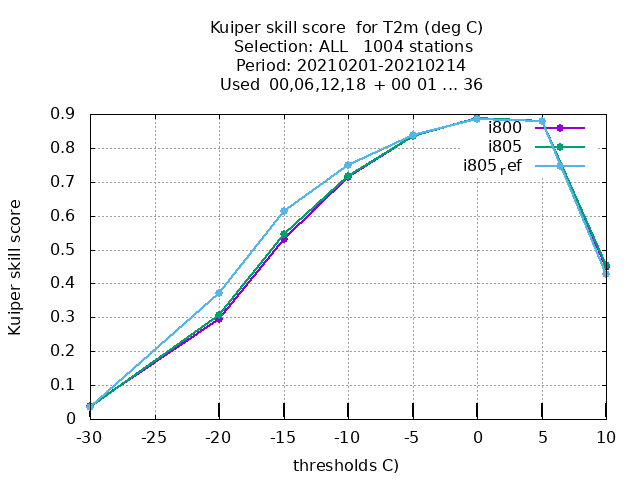 Kuiper skill score for T2m (deg C)
Selection: ALL 1004 stations
Period: 20210201-20210214
Used 00,06,12,18 + 00 01 ... 36
0.9
0.8
0.7
0.6
0.5
0.4
0.3
0.2
0.1
0
Kuiper skill score
i800
i805
i805ref
-30 -25 -20 -15 -10 -5 0 5 10
thresholds C)